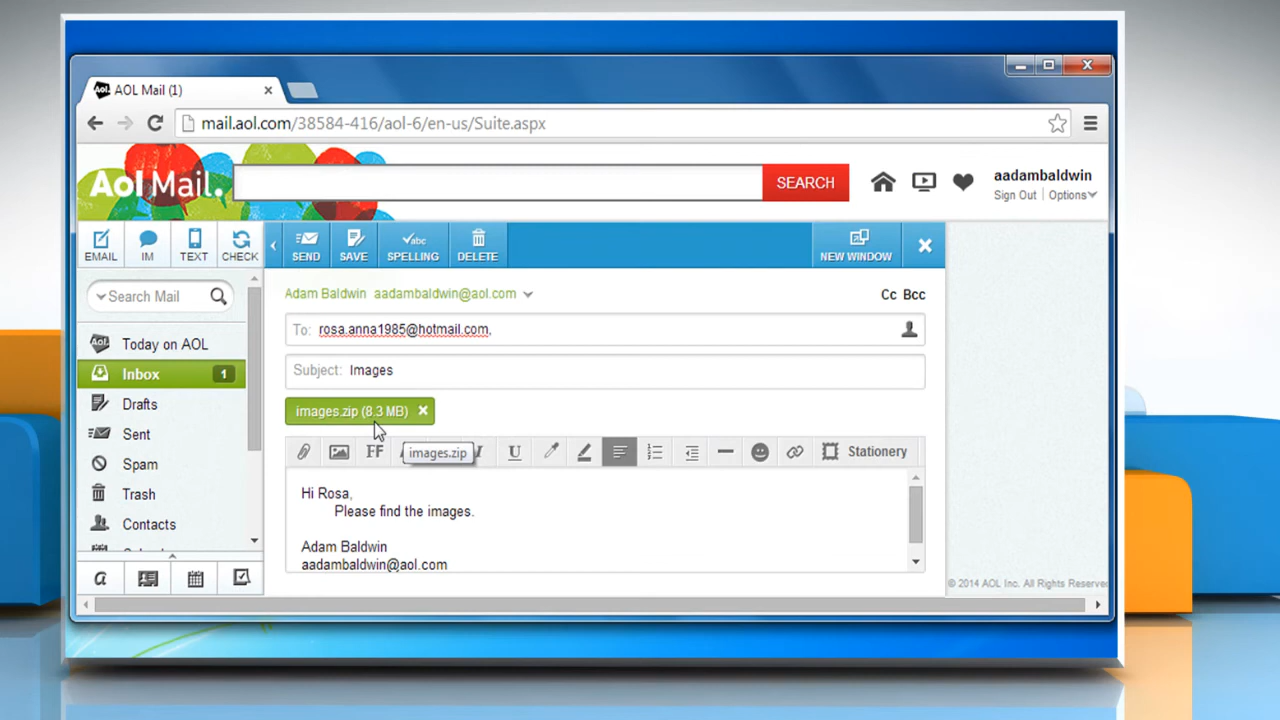 AOL Mail (1)
mail.aol.com/38584-416/aol-6/en-us/Suite.aspx
Aol Mail.
SEARCH
aadambaldwin
Sign Out
Options
EMAIL
IM
TEXT
CHECK
SEND
SAVE
SPELLING
DELETE
NEW WINDOW
Search Mail
Adam Baldwin aadambaldwin@aol.com
Cc Bcc
To: rosa.anna1985@hotmail.com,
Subject: Images
images.zip (8.3 MB)
images.zip
FF
U
Stationery
Today on AOL
Inbox 1
Drafts
Sent
Spam
Trash
Contacts
Hi Rosa,
Please find the images.
Adam Baldwin
aadambaldwin@aol.com
© 2014 AOL Inc. All Rights Reserve